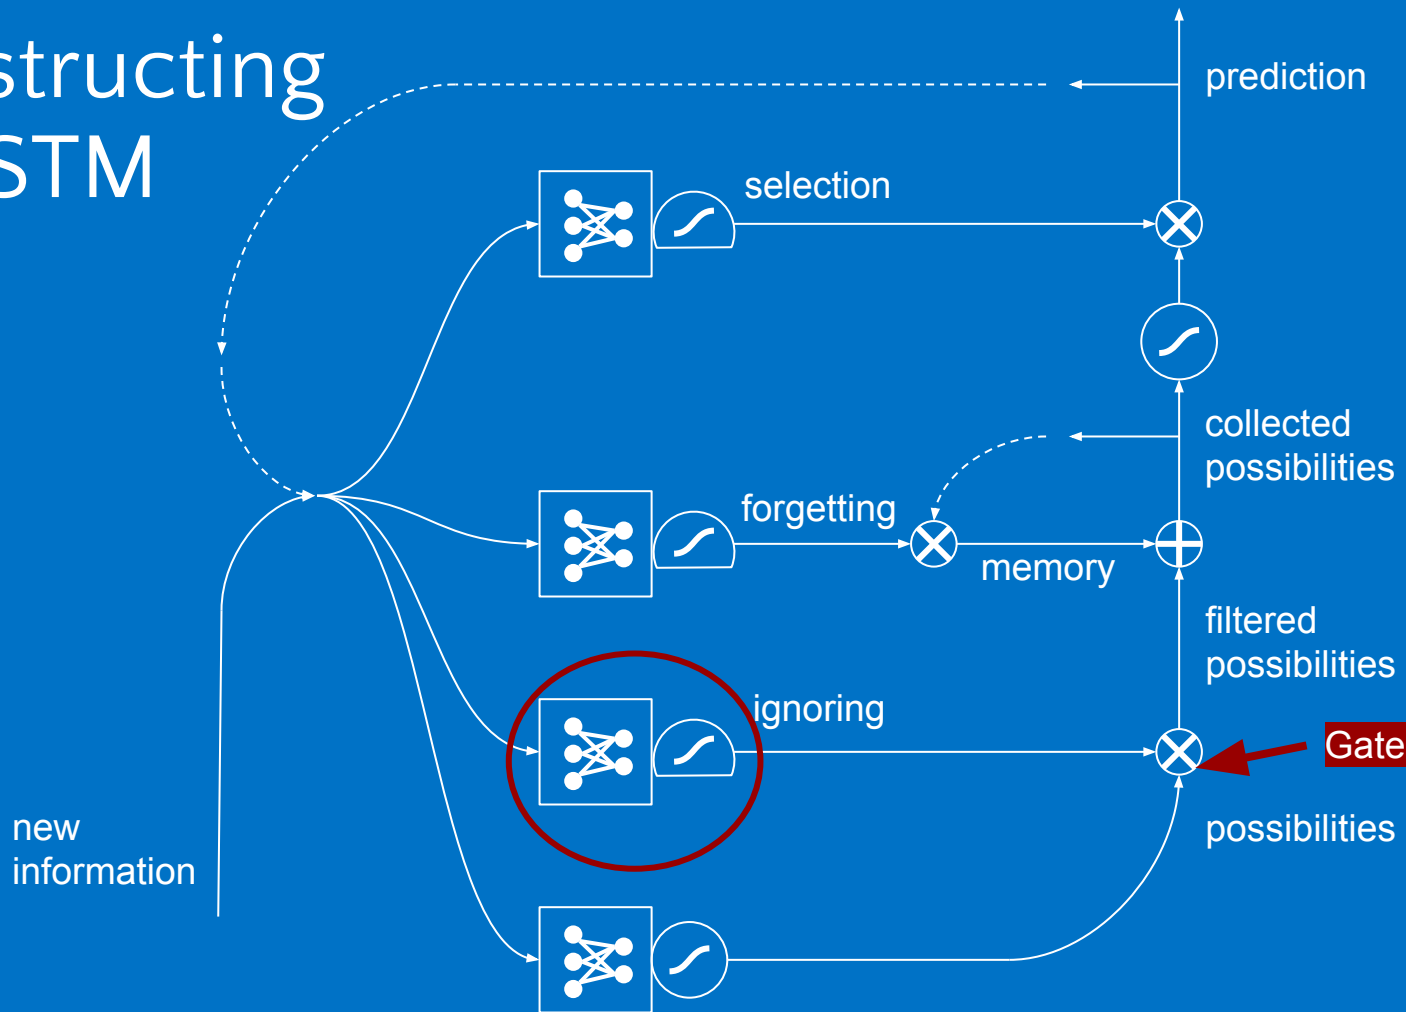 structing
STM
prediction
selection
collected
possibilities
forgetting
memory
filtered
possibilities
ignoring
Gate
new
information
possibilities